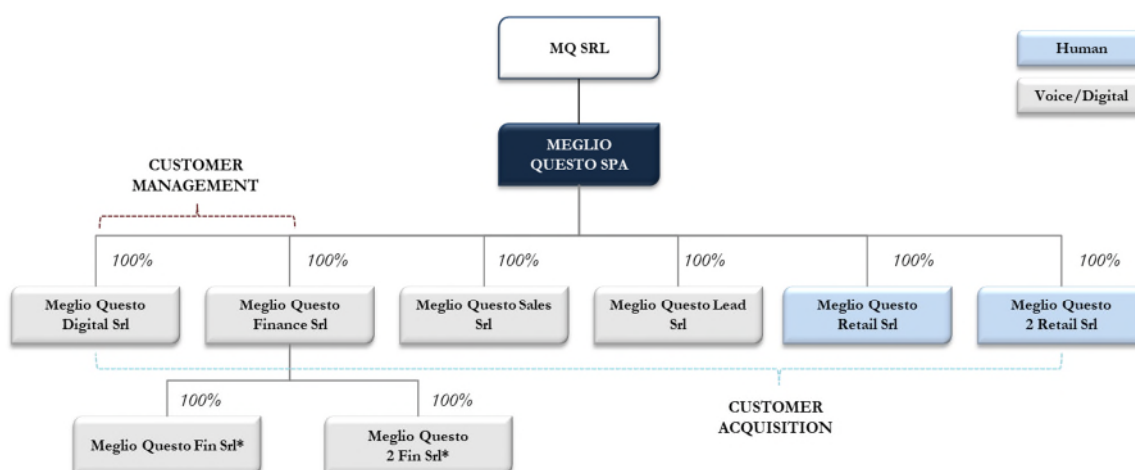 MQ SRL
Human
Voice/Digital
MEGLIO
QUESTO SPA
CUSTOMER
MANAGEMENT
100%
100%
100%
100%
100%
100%
Meglio Questo
Digital Srl
Meglio Questo
Finance Srl
Meglio Questo Sales
Srl
Meglio Questo Lead
Srl
Meglio Questo
Retail Srl
Meglio Questo
2 Retail Srl
100%
100%
Meglio Questo Fin Srl*
Meglio Questo
2 Fin Srl*
CUSTOMER
ACQUISITION